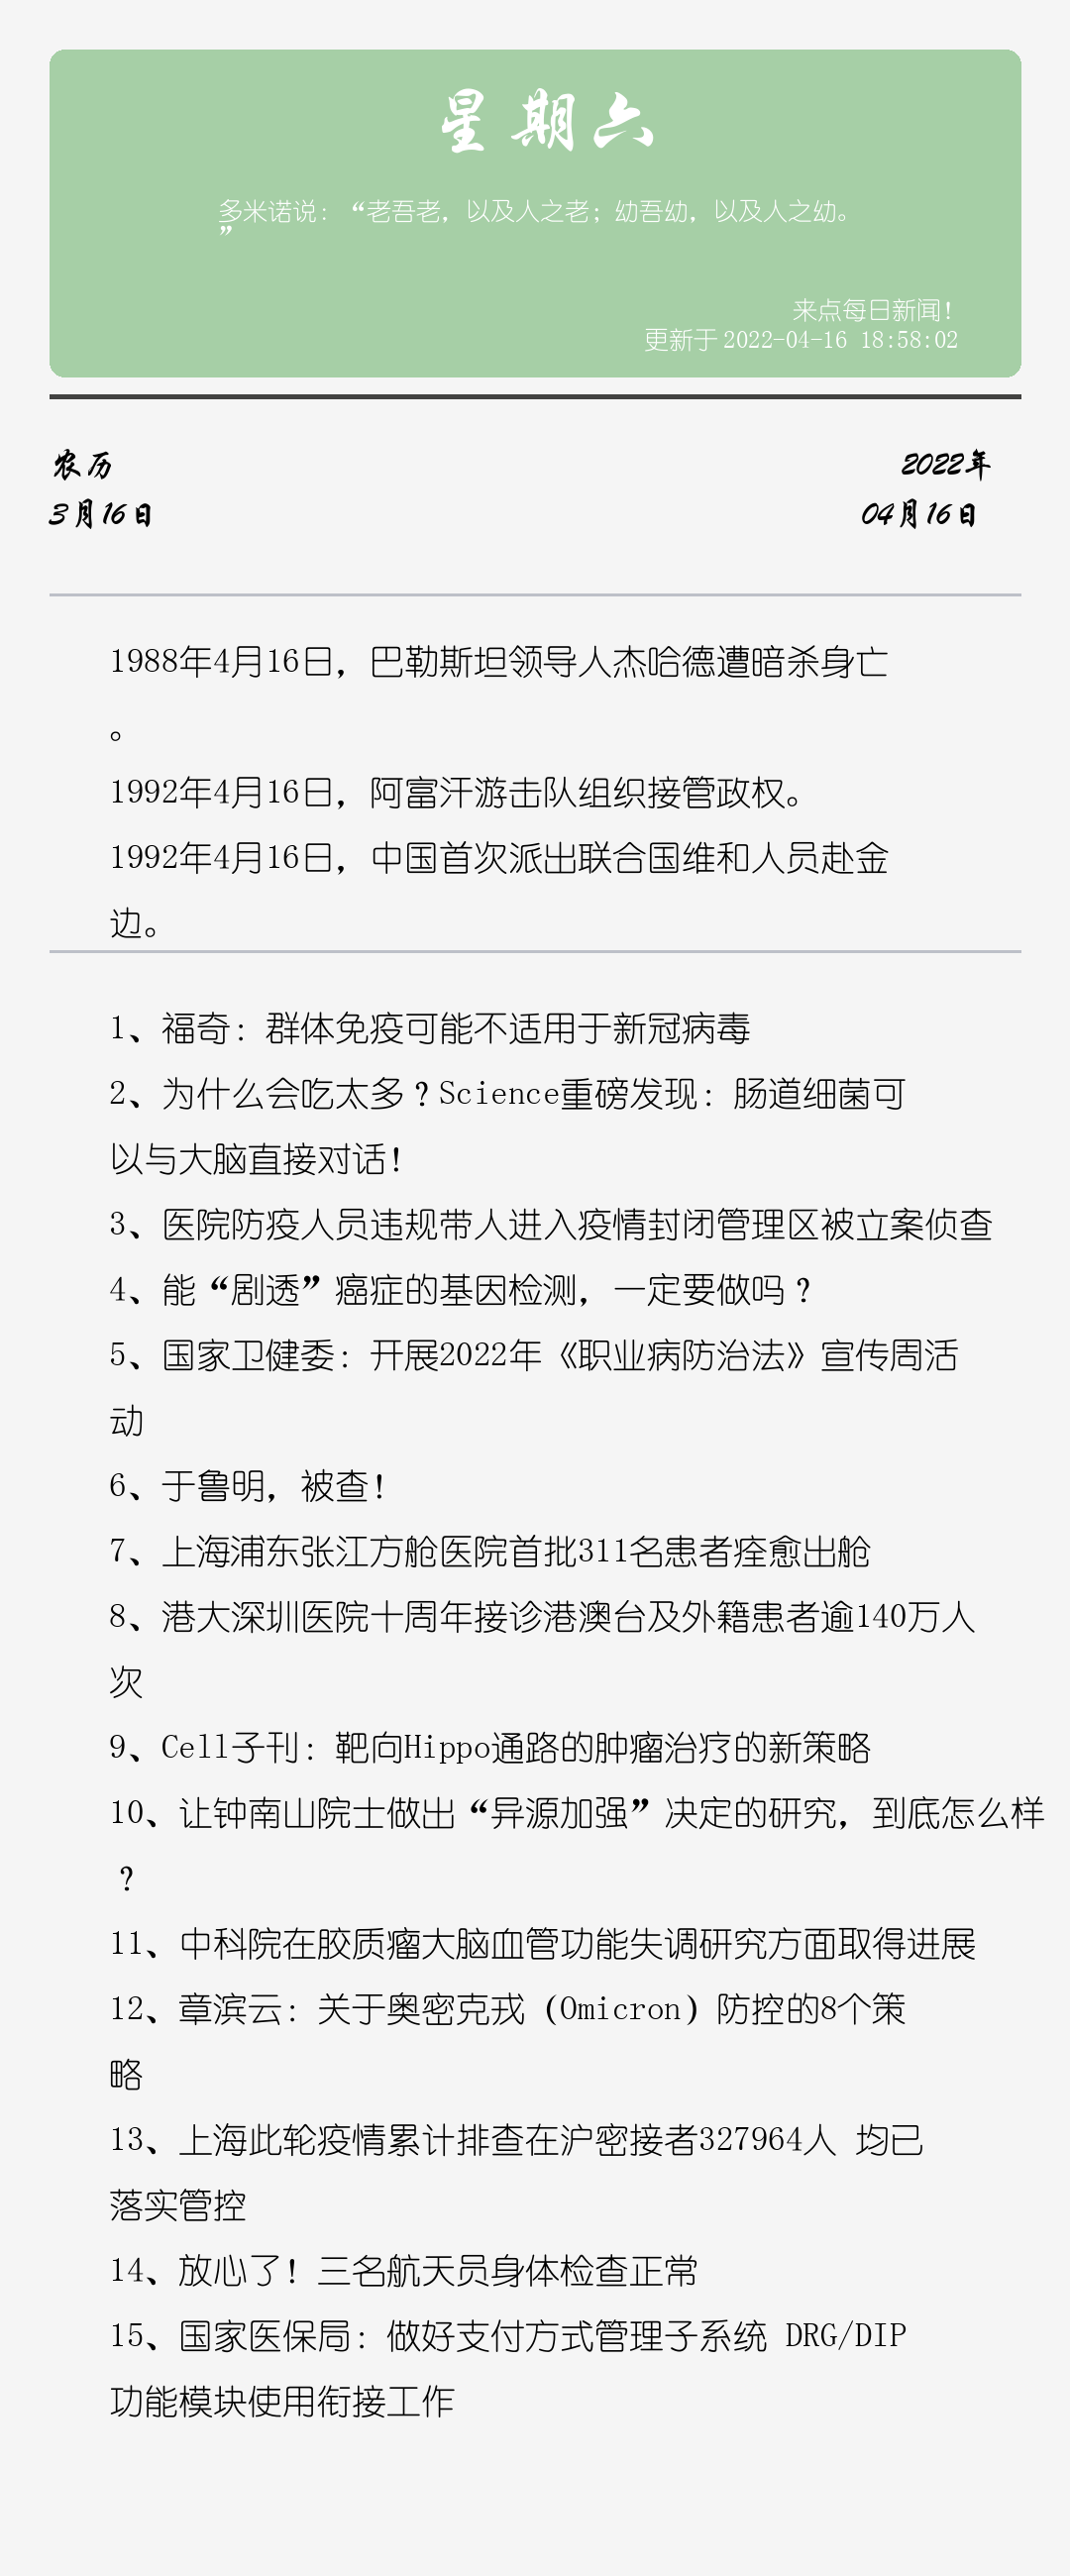 星期六
多米诺说：“老吾老，以及人之老；幼吾幼，以及人之幼。
”
来点每日新闻！
更新于 2022-04-16 18:58:02
农历
2022年
3月16日
04月16日
1988年4月16日，巴勒斯坦领导人杰哈德遭暗杀身亡
。
1992年4月16日，阿富汗游击队组织接管政权。
1992年4月16日，中国首次派出联合国维和人员赴金
边。
1、福奇：群体免疫可能不适用于新冠病毒
2、为什么会吃太多？Science重磅发现：肠道细菌可
以与大脑直接对话！
3、医院防疫人员违规带人进入疫情封闭管理区被立案侦查
4、能“剧透”癌症的基因检测，一定要做吗？
5、国家卫健委：开展2022年《职业病防治法》宣传周活
动
6、于鲁明，被查！
7、上海浦东张江方舱医院首批311名患者痊愈出舱
8、港大深圳医院十周年接诊港澳台及外籍患者逾140万人
次
9、Cell子刊：靶向Hippo通路的肿瘤治疗的新策略
10、让钟南山院士做出“异源加强”决定的研究，到底怎么样
？
11、中科院在胶质瘤大脑血管功能失调研究方面取得进展
12、章滨云：关于奥密克戎（Omicron）防控的8个策
略
13、上海此轮疫情累计排查在沪密接者327964人 均已
落实管控
14、放心了！三名航天员身体检查正常
15、国家医保局：做好支付方式管理子系统 DRG/DIP
功能模块使用衔接工作